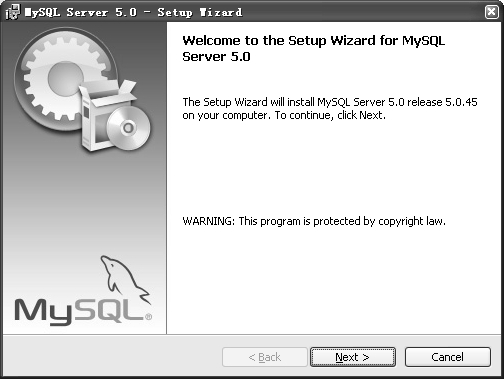 MySQL Server 5.0 - Setup Wizard
Welcome to the Setup Wizard for MySQL
Server 5.0
The Setup Wizard will install MySQL Server 5.0 release 5.0.45
on your computer. To continue, click Next.
WARNING: This program is protected by copyright law.
MySQL®
< Back Next > Cancel